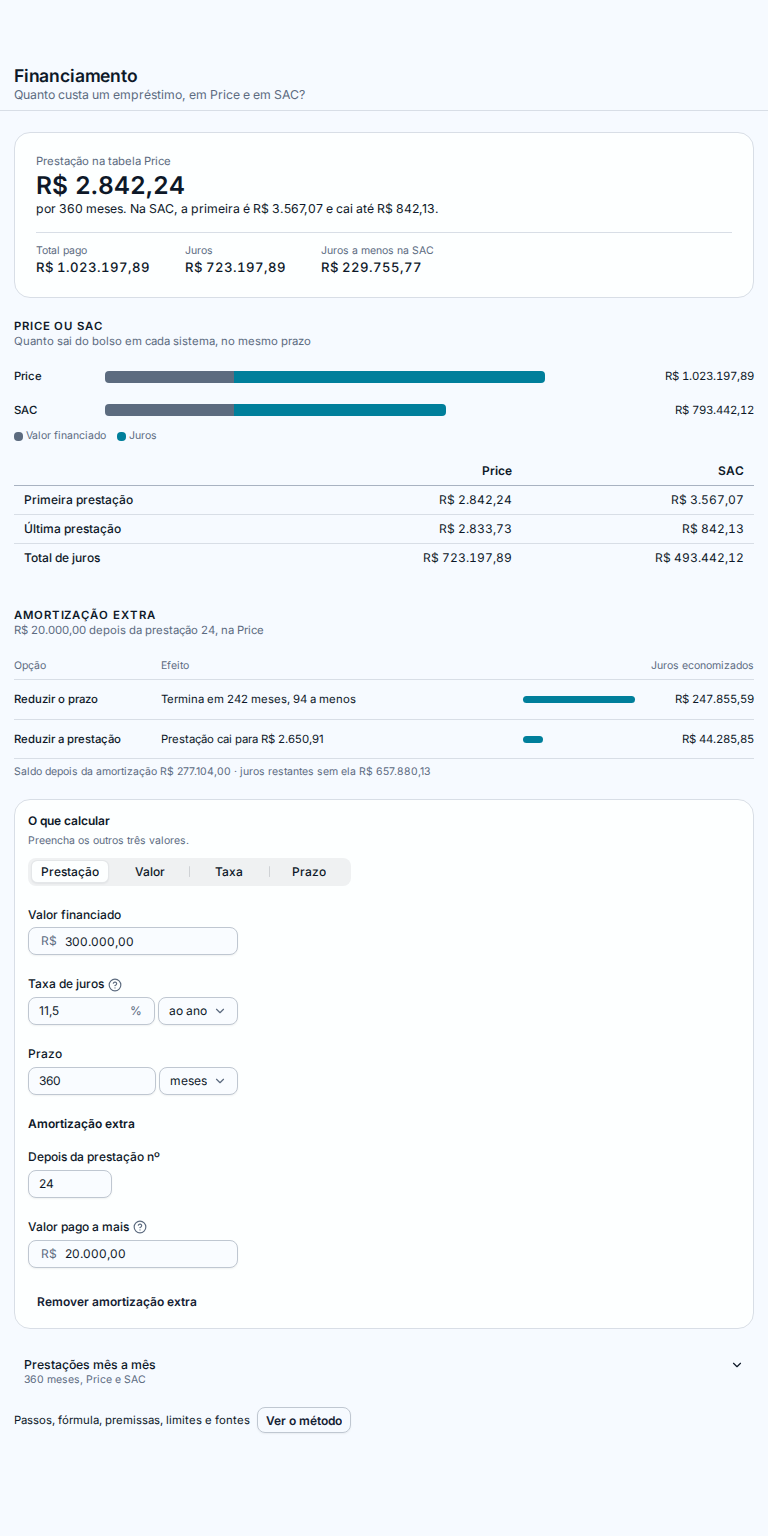 Financiamento
Quanto custa um empréstimo, em Price e em SAC?
Prestação na tabela Price
R$ 2.842,24
por 360 meses. Na SAC, a primeira é R$ 3.567,07 e cai até R$ 842,13.
Total pago Juros Juros a menos na SAC
R$ 1.023.197,89 R$ 723.197,89 R$ 229.755,77
PRICE OU SAC
Quanto sai do bolso em cada sistema, no mesmo prazo
Price R$ 1.023.197,89
SAC R$ 793.442,12
Valor financiado Juros
Price SAC
Primeira prestação R$ 2.842,24 R$ 3.567,07
Última prestação R$ 2.833,73 R$ 842,13
Total de juros R$ 723.197,89 R$ 493.442,12
AMORTIZAÇÃO EXTRA
R$ 20.000,00 depois da prestação 24, na Price
Opção Efeito Juros economizados
Reduzir o prazo Termina em 242 meses, 94 a menos R$ 247.855,59
Reduzir a prestação Prestação cai para R$ 2.650,91 R$ 44.285,85
Saldo depois da amortização R$ 277.104,00 · juros restantes sem ela R$ 657.880,13
O que calcular
Preencha os outros três valores.
Prestação Valor Taxa Prazo
Valor financiado
R$ 300.000,00
Taxa de juros ?
11,5 % ao ano
Prazo
360 meses
Amortização extra
Depois da prestação nº
24
Valor pago a mais ?
R$ 20.000,00
Remover amortização extra
Prestações mês a mês
360 meses, Price e SAC
Passos, fórmula, premissas, limites e fontes Ver o método